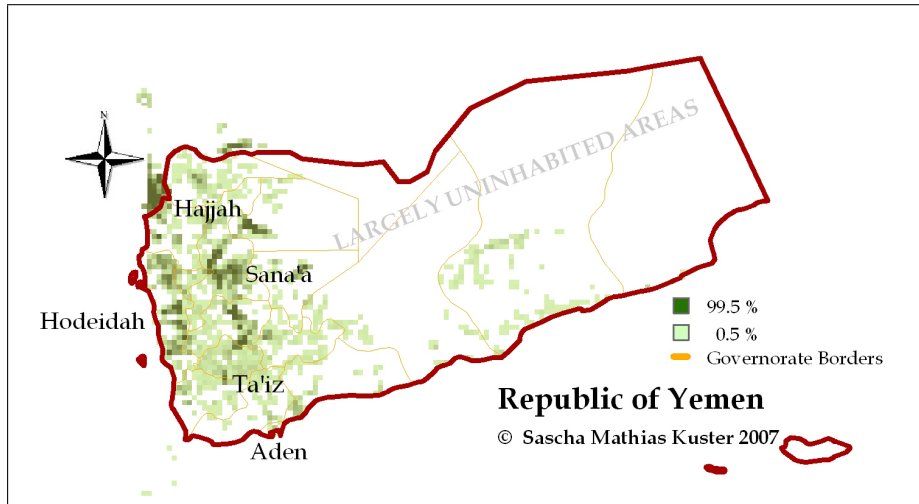 N
LARGELY UNINHABITED AREAS
Hajjah
Sana'a
Hodeidah
99.5 %
0.5 %
Governorate Borders
Ta'iz
Republic of Yemen
© Sascha Mathias Kuster 2007
Aden